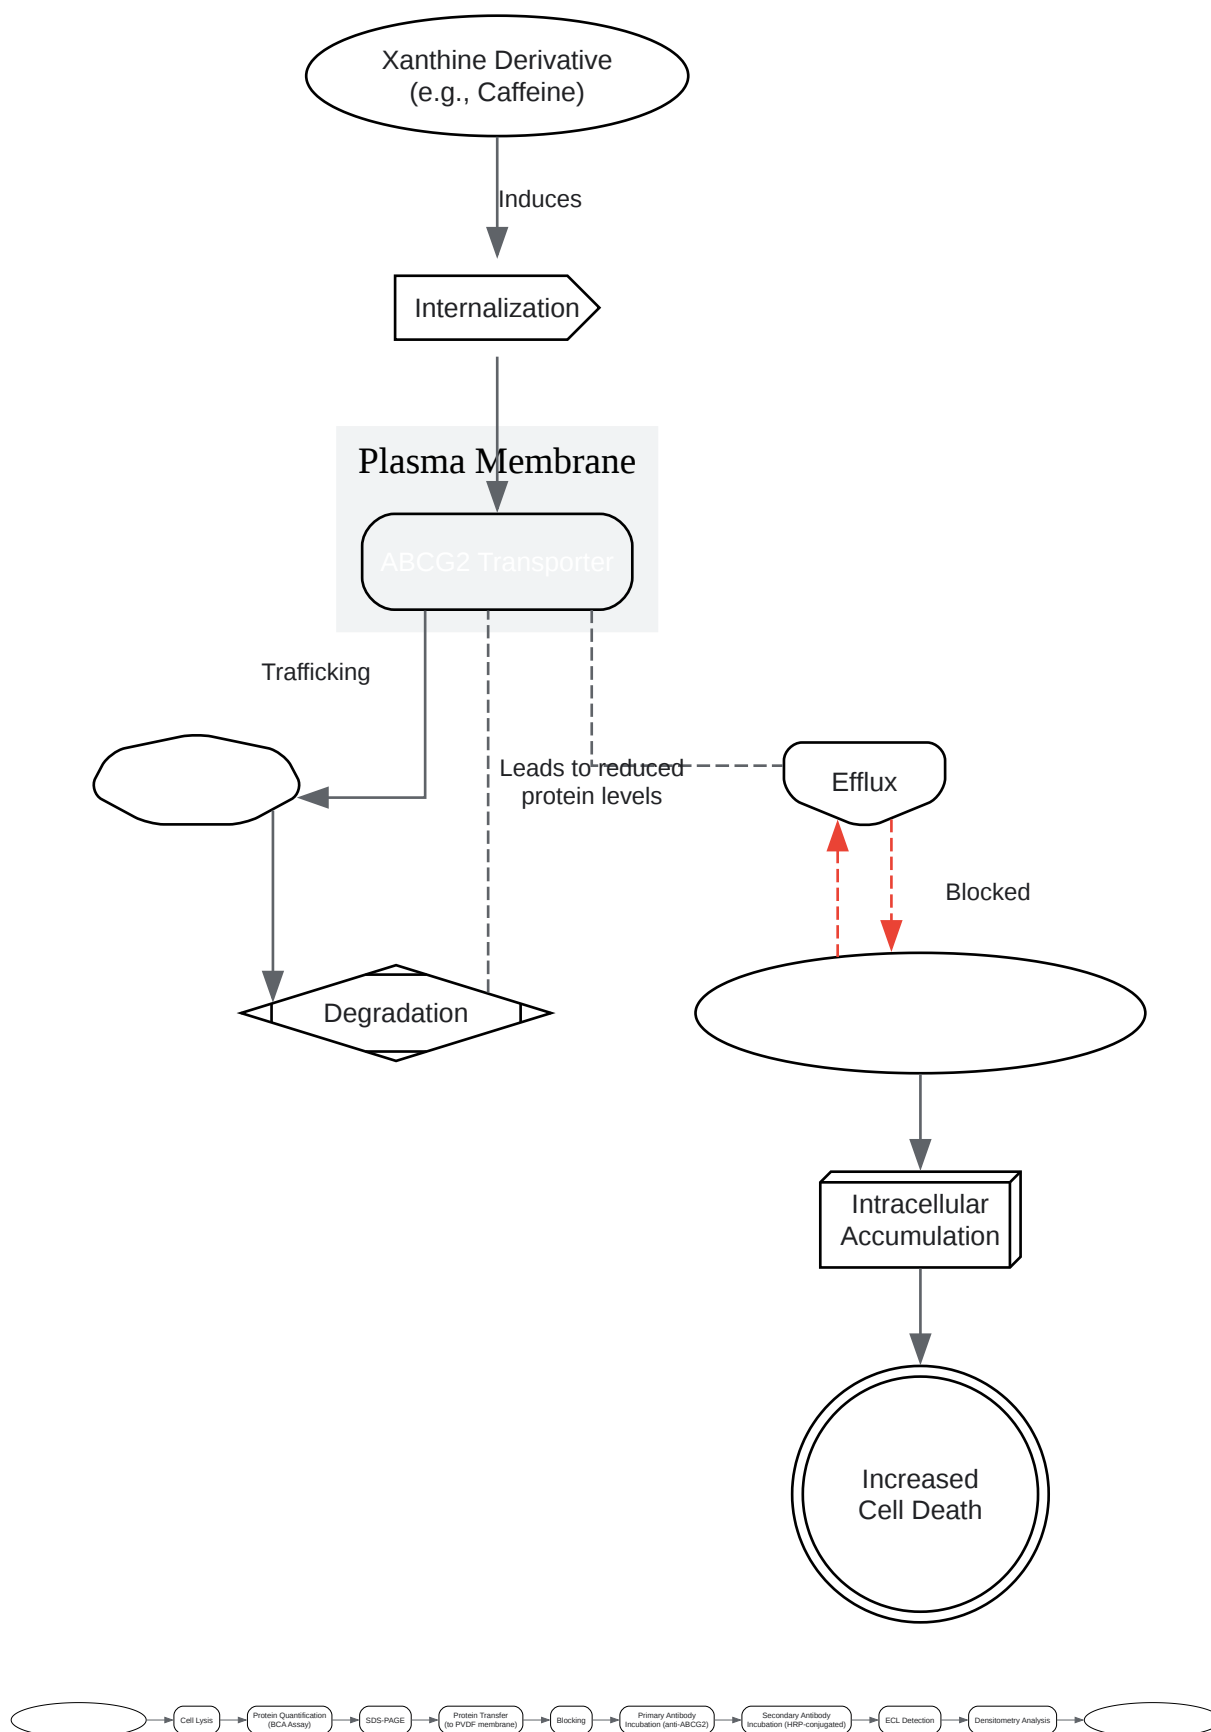 Xanthine Derivative
(e.g., Caffeine)
Induces
Internalization
Plasma Membrane
ABCG2 Transporter
Trafficking
Leads to reduced
protein levels
Efflux
Blocked
Degradation
Intracellular
Accumulation
Increased
Cell Death
Cell Lysis
Protein Quantification
(BCA Assay)
SDS-PAGE
Protein Transfer
(to PVDF membrane)
Blocking
Primary Antibody
Incubation (anti-ABCG2)
Secondary Antibody
Incubation (HRP-conjugated)
ECL Detection
Densitometry Analysis